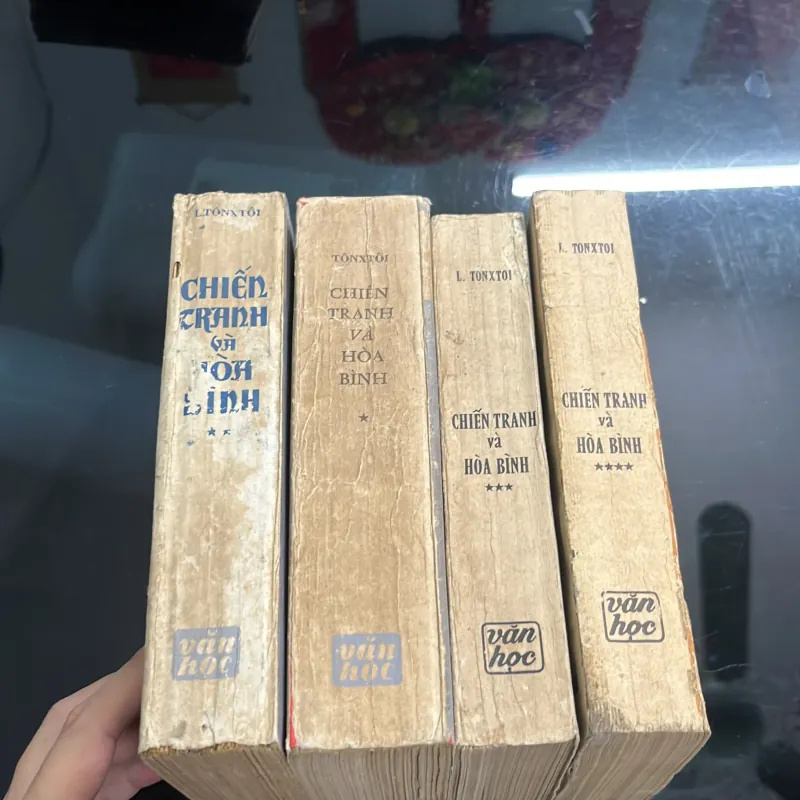 L.TÔNXTÔI
CHIẾN
TRANH
VÀ
HÒA
BÌNH
**
văn
học
TÔNXTÔI
CHIẾN
TRANH
VÀ
HÒA
BÌNH
*
văn
học
L. TONXTOI
CHIẾN TRANH
và
HÒA BÌNH
***
văn
học
L. TONXTOI
CHIẾN TRANH
và
HÒA BÌNH
****
văn
học